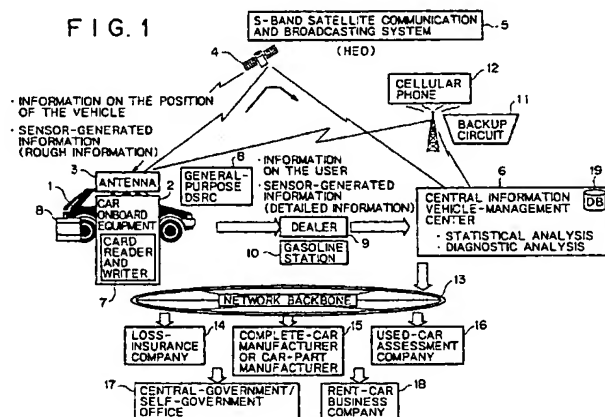 FIG.1
S-BAND SATELLITE COMMUNICATION
AND BROADCASTING SYSTEM
5
4
(HEO)
12
CELLULAR
PHONE
11
BACKUP
CIRCUIT
· INFORMATION ON THE POSITION
OF THE VEHICLE
· SENSOR-GENERATED
INFORMATION
(ROUGH INFORMATION)
3
ANTENNA
1
2
8
CAR
ONBOARD
EQUIPMENT
CARD
READER
AND
WRITER
7
8
GENERAL-
PURPOSE
DSRC
· INFORMATION
ON THE USER
· SENSOR-GENERATED
INFORMATION
(DETAILED INFORMATION)
DEALER
9
10
GASOLINE
STATION
6
19
DB
CENTRAL INFORMATION
VEHICLE-MANAGEMENT
CENTER
· STATISTICAL ANALYSIS
· DIAGNOSTIC ANALYSIS
13
NETWORK BACKBONE
14
LOSS-
INSURANCE
COMPANY
15
COMPLETE-CAR
MANUFACTURER
OR CAR-PART
MANUFACTURER
16
USED-CAR
ASSESSMENT
COMPANY
17
CENTRAL-GOVERNMENT/
SELF-GOVERNMENT
OFFICE
RENT-CAR
BUSINESS
COMPANY
18